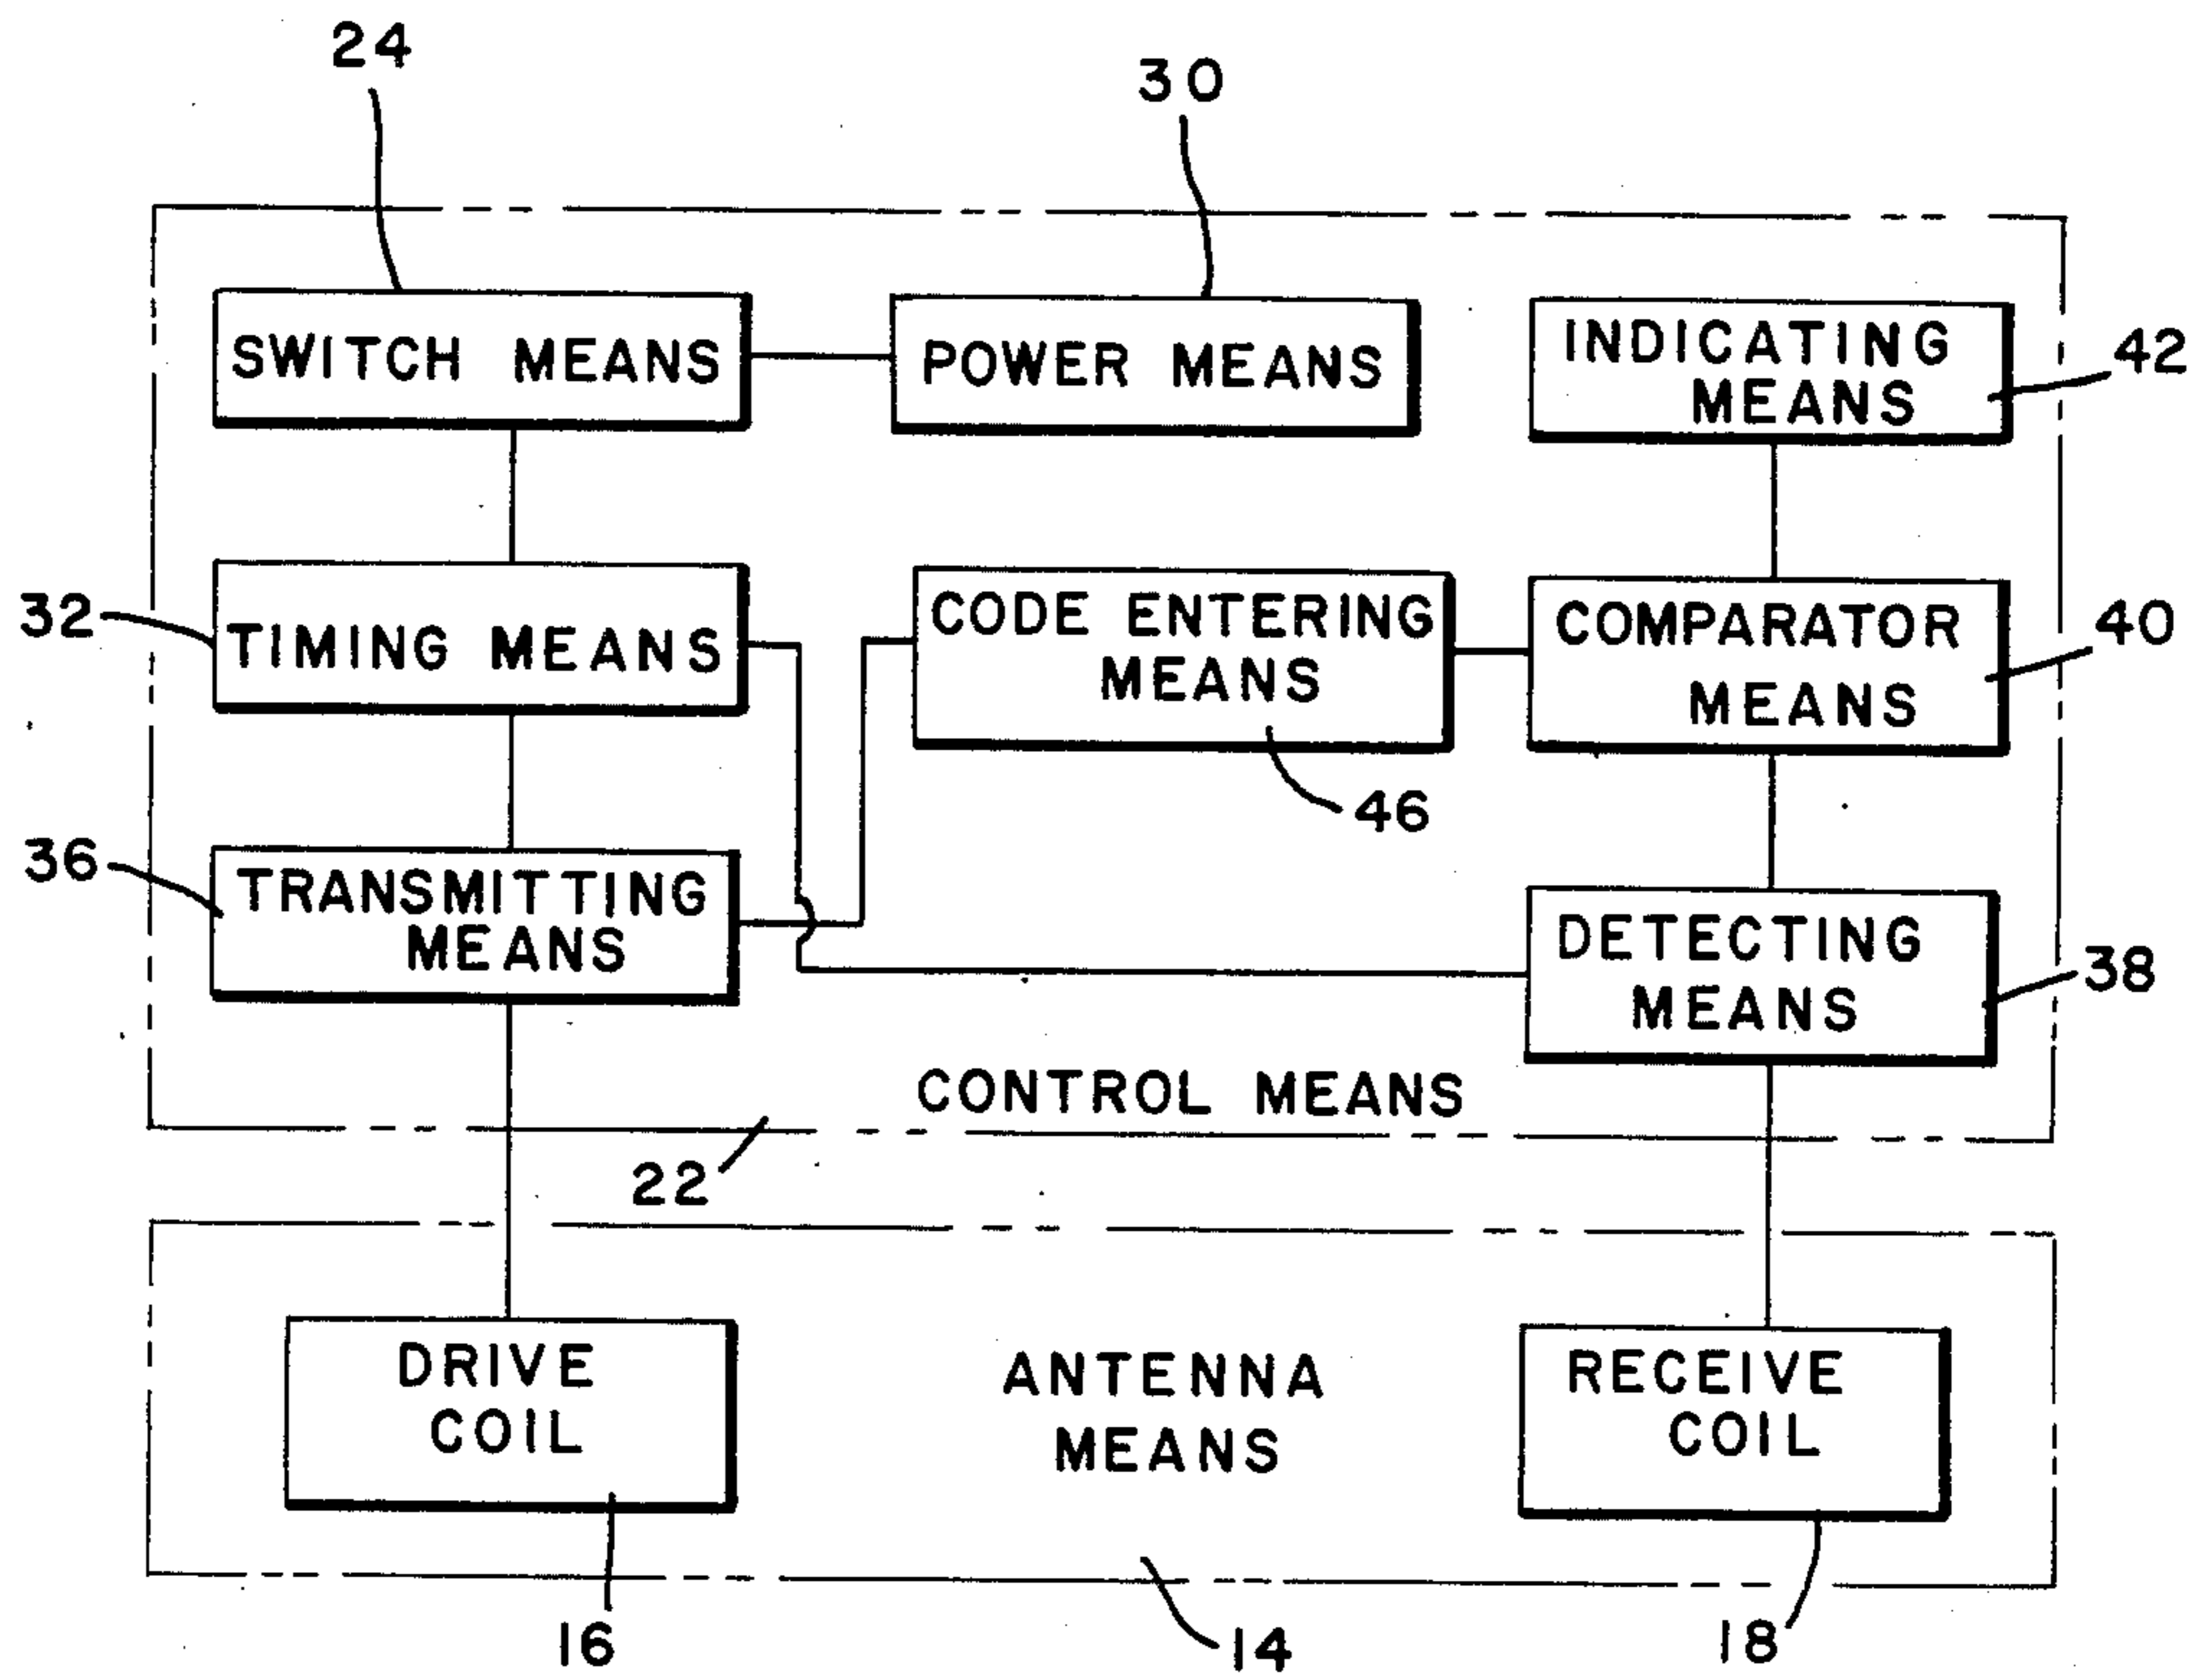 24
30
SWITCH MEANS
POWER MEANS
INDICATING
MEANS
42
32
TIMING MEANS
CODE ENTERING
MEANS
46
COMPARATOR
MEANS
40
36
TRANSMITTING
MEANS
DETECTING
MEANS
38
CONTROL MEANS
22
DRIVE
COIL
ANTENNA
MEANS
RECEIVE
COIL
16
14
18